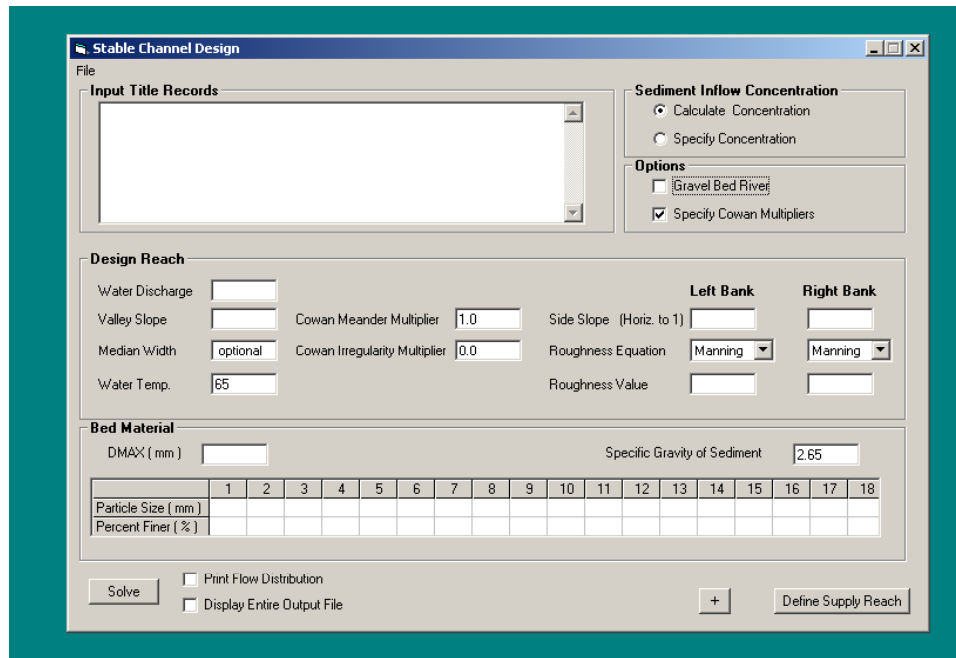 Stable Channel Design
File
Input Title Records
Sediment Inflow Concentration
Calculate Concentration
Specify Concentration
Options
Gravel Bed River
Specify Cowan Multipliers
Design Reach
Left Bank Right Bank
Water Discharge
Valley Slope Cowan Meander Multiplier 1.0 Side Slope (Horiz. to 1)
Median Width optional Cowan Irregularity Multiplier 0.0 Roughness Equation Manning Manning
Water Temp. 65 Roughness Value
Bed Material
DMAX ( mm ) Specific Gravity of Sediment 2.65
1 2 3 4 5 6 7 8 9 10 11 12 13 14 15 16 17 18
Particle Size ( mm )
Percent Finer ( % )
Print Flow Distribution
Solve + Define Supply Reach
Display Entire Output File